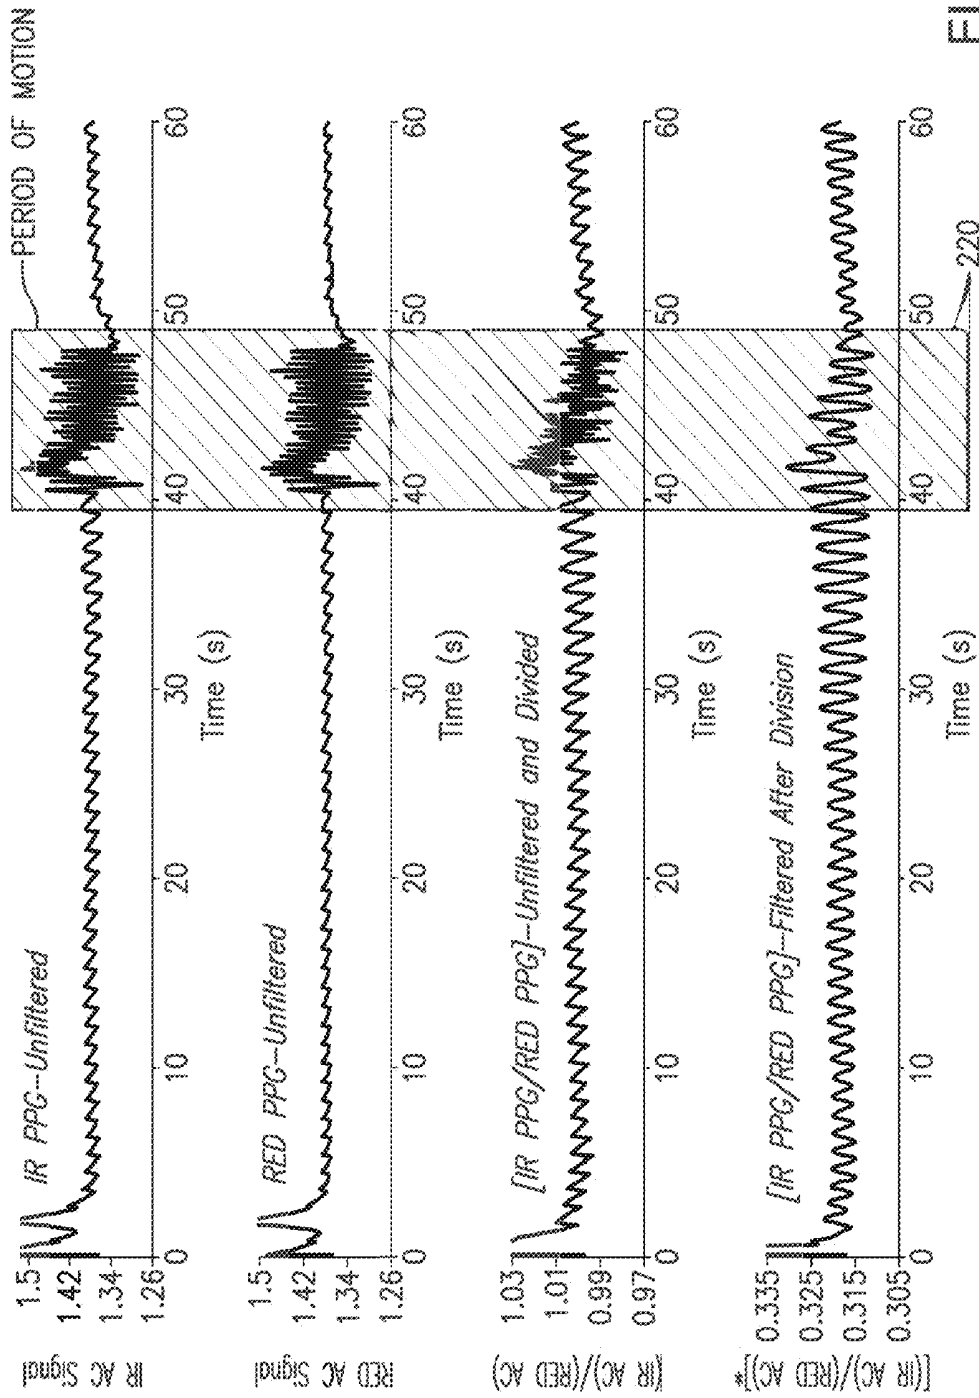 PERIOD OF MOTION
IR PPG–Unfiltered
IR AC Signal
1.5
1.42
1.34
1.26
0 10 20 30 40 50 60
Time (s)
RED PPG–Unfiltered
RED AC Signal
1.5
1.42
1.34
1.26
0 10 20 30 40 50 60
Time (s)
[IR PPG/RED PPG]–Unfiltered and Divided
[(IR AC)/(RED AC)
1.03
1.01
0.99
0.97
0 10 20 30 40 50 60
Time (s)
[IR PPG/RED PPG]–Filtered After Division
[(IR AC)/(RED AC)]*
0.335
0.325
0.315
0.305
0 10 20 30 40 50 60
Time (s)
220